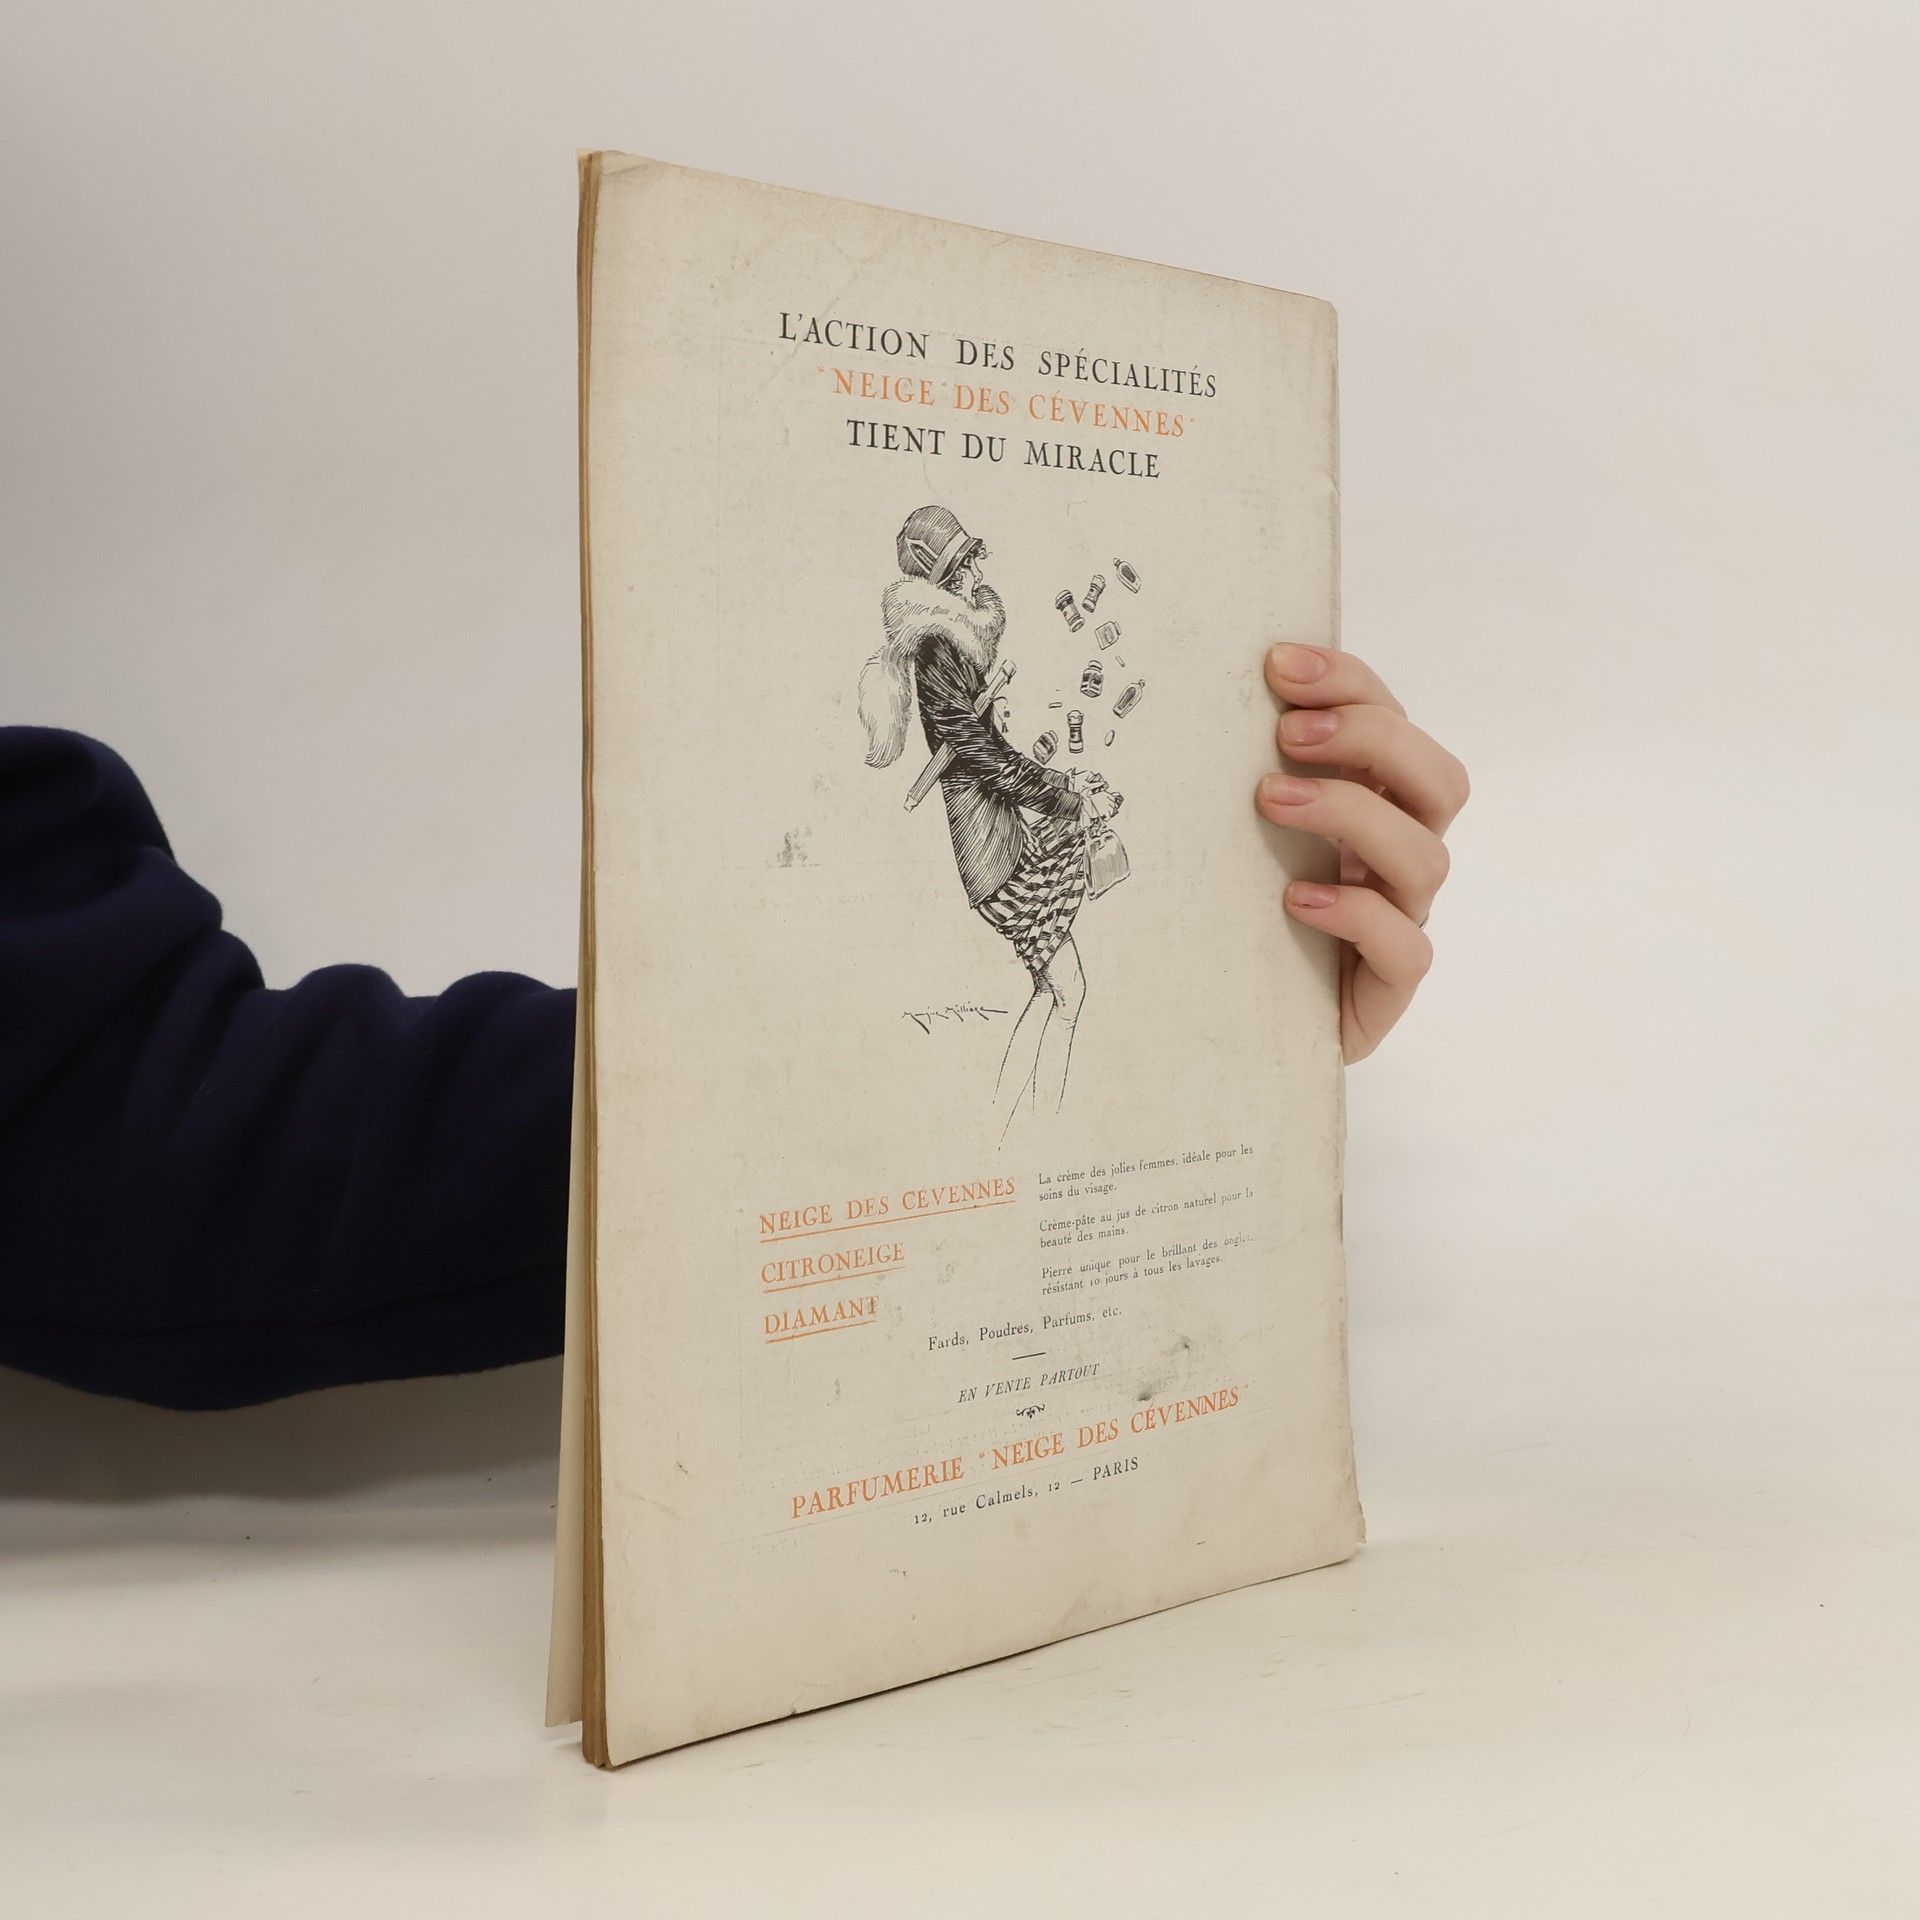 L'ACTION DES SPÉCIALITÉS
"NEIGE DES CÉVENNES"
TIENT DU MIRACLE
NEIGE DES CÉVENNES
La crème des jolies femmes, idéale pour les
soins du visage.
CITRONEIGE
Crème-pâte au jus de citron naturel pour la
beauté des mains.
DIAMANT
Pierre unique pour le brillant des ongles,
résistant 10 jours à tous les lavages.
Fards, Poudres, Parfums, etc.
EN VENTE PARTOUT
PARFUMERIE "NEIGE DES CÉVENNES"
12, rue Calmels, 12 — PARIS